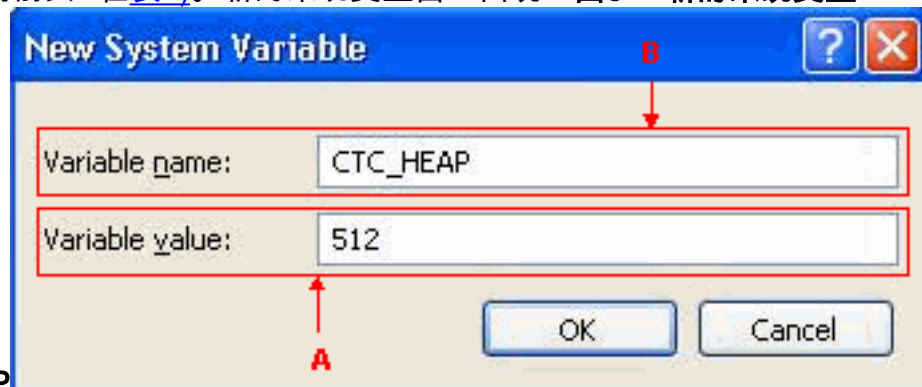 New System Variable
B
Variable name: CTC_HEAP
Variable value: 512
OK Cancel
A
P